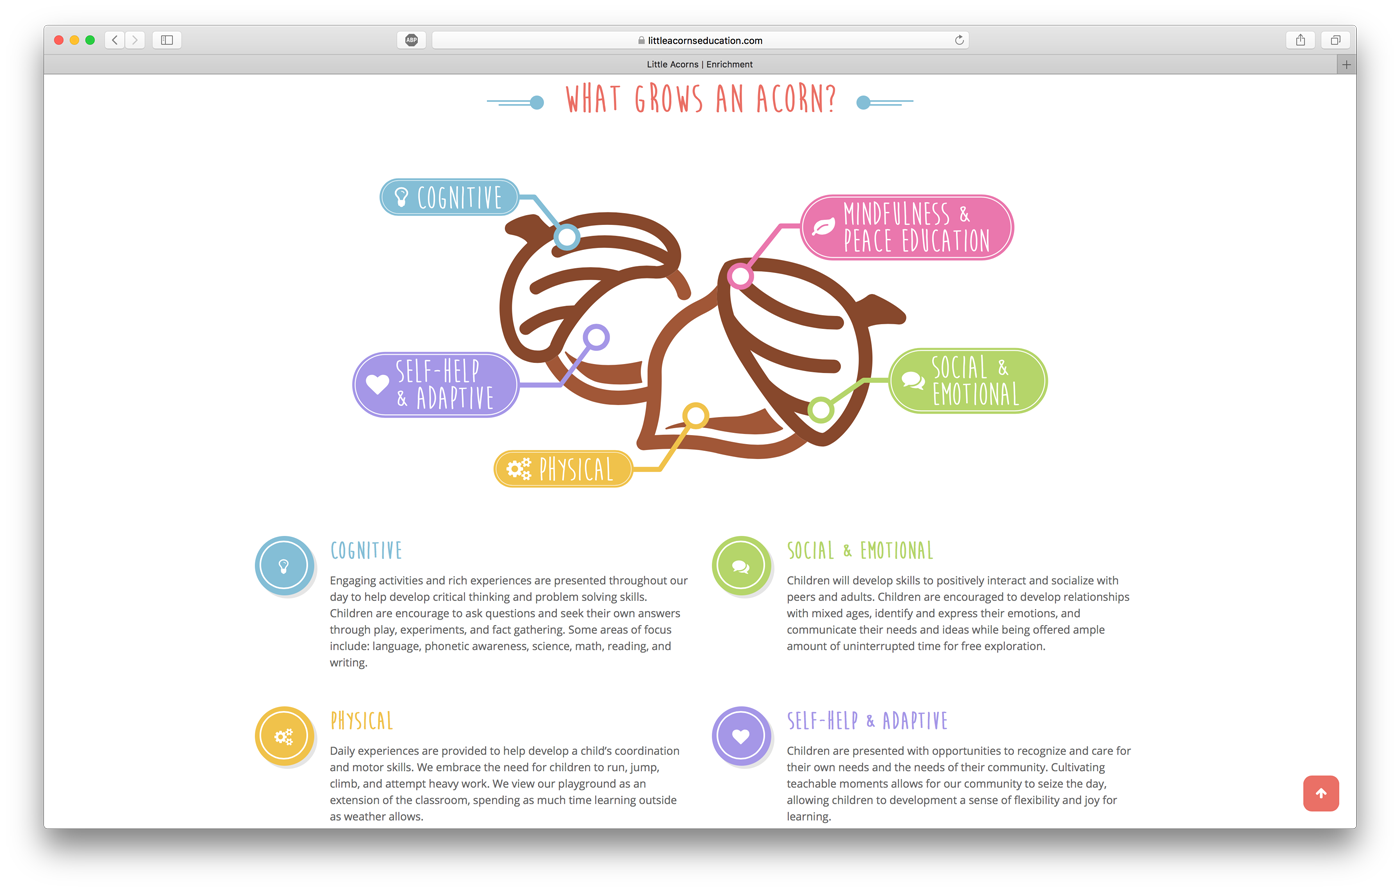 ABP
littleacornseducation.com
Little Acorns | Enrichment
WHAT GROWS AN ACORN?
COGNITIVE
MINDFULNESS &
PEACE EDUCATION
SELF-HELP
& ADAPTIVE
SOCIAL &
EMOTIONAL
PHYSICAL
COGNITIVE
Engaging activities and rich experiences are presented throughout our
day to help develop critical thinking and problem solving skills.
Children are encourage to ask questions and seek their own answers
through play, experiments, and fact gathering. Some areas of focus
include: language, phonetic awareness, science, math, reading, and
writing.
SOCIAL & EMOTIONAL
Children will develop skills to positively interact and socialize with
peers and adults. Children are encouraged to develop relationships
with mixed ages, identify and express their emotions, and
communicate their needs and ideas while being offered ample
amount of uninterrupted time for free exploration.
PHYSICAL
Daily experiences are provided to help develop a child’s coordination
and motor skills. We embrace the need for children to run, jump,
climb, and attempt heavy work. We view our playground as an
extension of the classroom, spending as much time learning outside
as weather allows.
SELF-HELP & ADAPTIVE
Children are presented with opportunities to recognize and care for
their own needs and the needs of their community. Cultivating
teachable moments allows for our community to seize the day,
allowing children to development a sense of flexibility and joy for
learning.